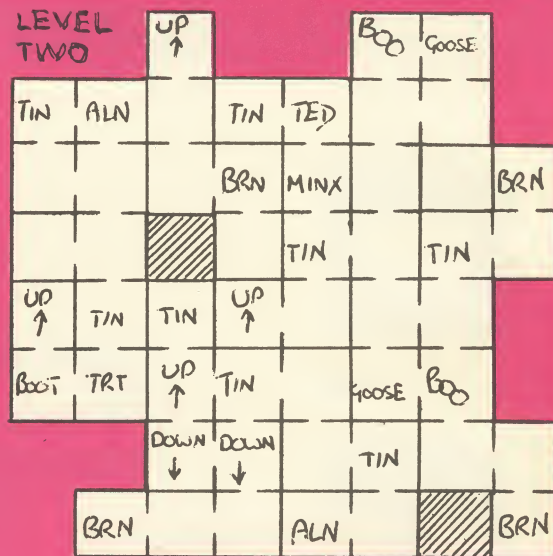 LEVEL
TWO
UP BOO GOOSE
TIN ALN TIN TED
BRN MINX BRN
TIN TIN
UP TIN TIN UP
BOOT TRT UP TIN GOOSE BOO
DOWN DOWN TIN
BRN ALN BRN